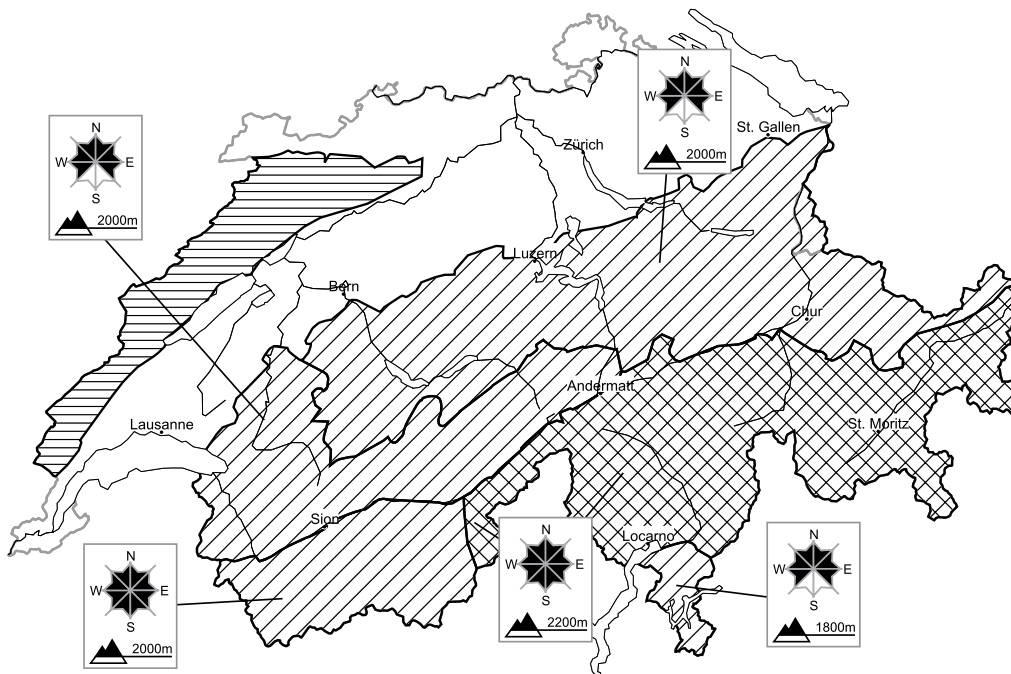 N
W E
S
2000m
N
W E
S
2000m
St. Gallen
Zürich
Luzern
Bern
Chur
Andermatt
Lausanne
St. Moritz
Sion
Locarno
N
W E
S
2000m
N
W E
S
2200m
N
W E
S
1800m